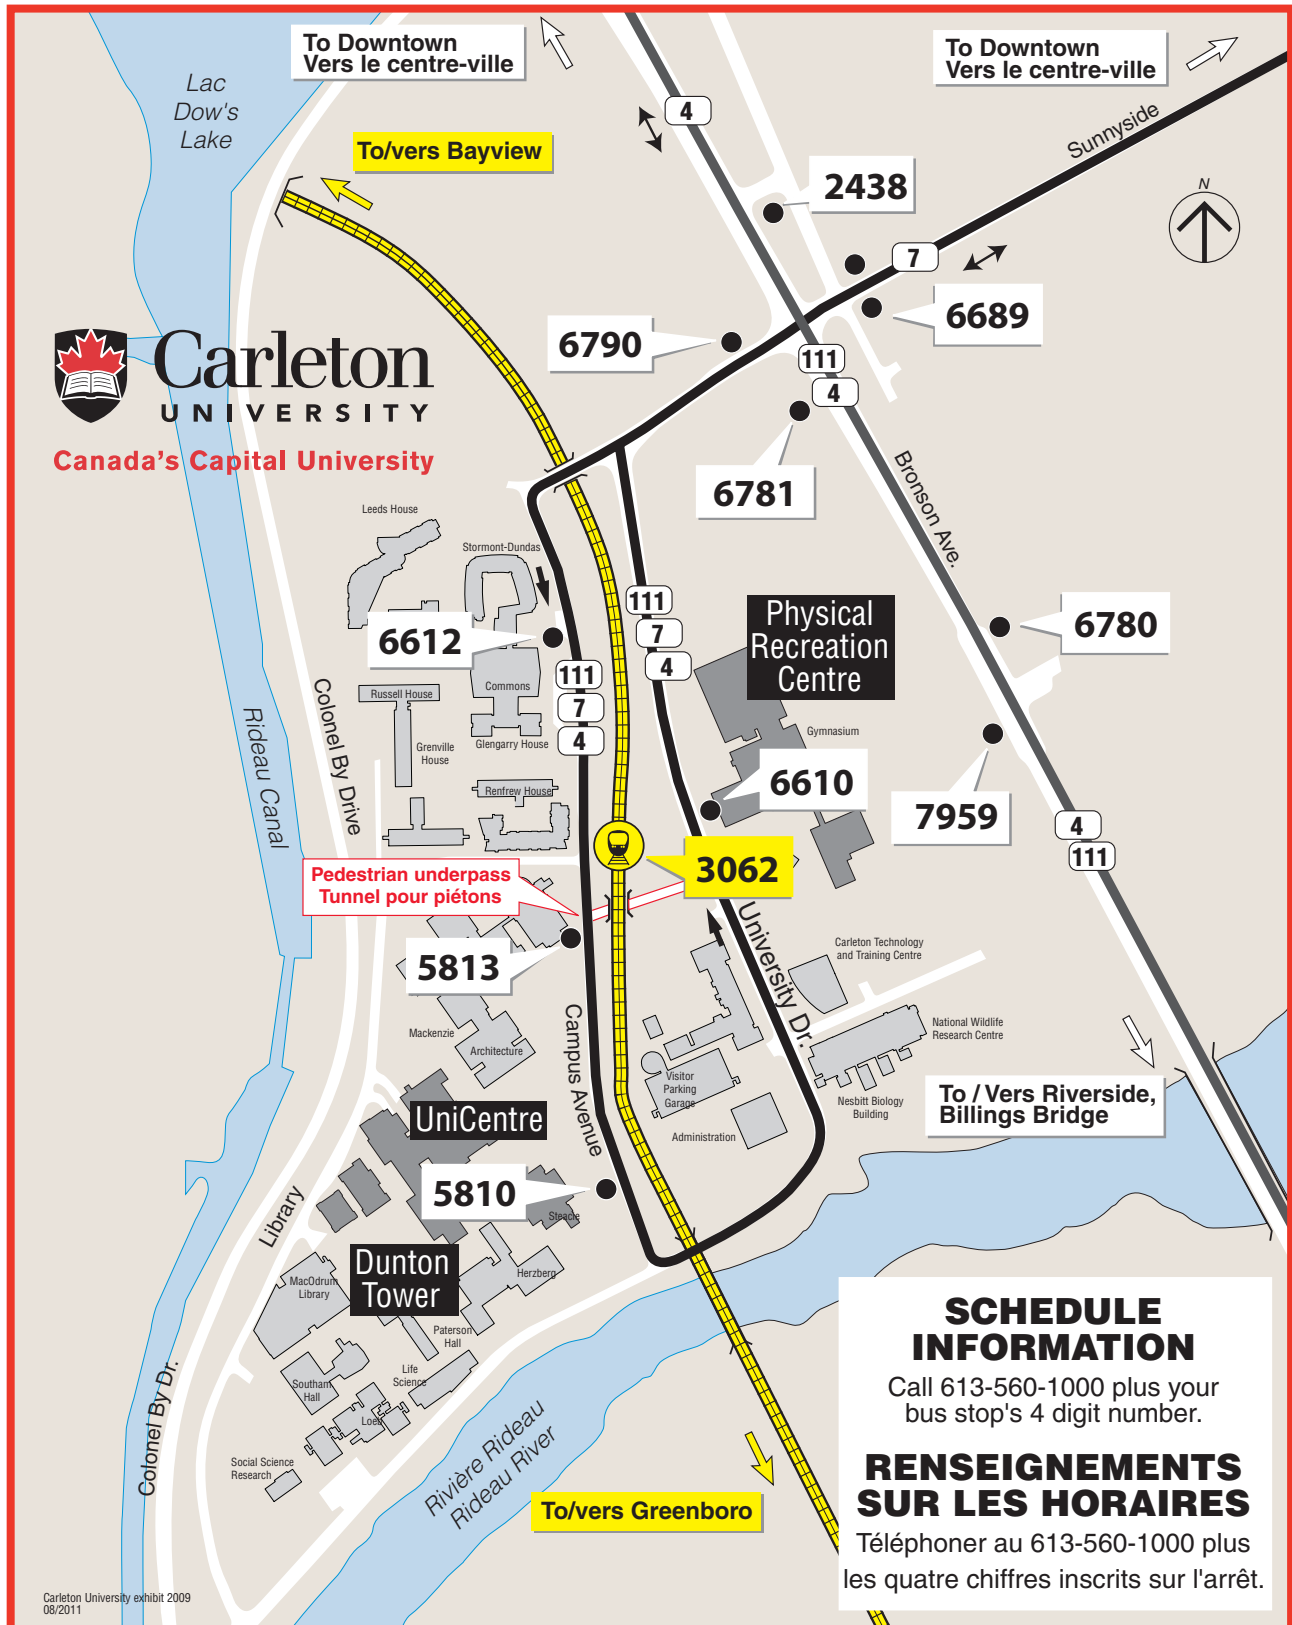 To Downtown
Vers le centre-ville
To Downtown
Vers le centre-ville
Lac
Dow's
Lake
4
Sunnyside
To/vers Bayview
2438
N
7
6689
6790
111
4
Carleton
UNIVERSITY
Canada's Capital University
6781
Bronson Ave.
Leeds House
Stormont-Dundas
111
7
4
Physical
Recreation
Centre
6780
6612
111
7
4
Commons
Russell House
Colonel By Drive
Rideau Canal
Grenville
House
Glengarry House
Gymnasium
Renfrew House
6610
7959
4
111
3062
Pedestrian underpass
Tunnel pour piétons
University Dr.
5813
Carleton Technology
and Training Centre
Campus Avenue
Mackenzie
Architecture
National Wildlife
Research Centre
Visitor
Parking
Garage
Nesbitt Biology
Building
To / Vers Riverside,
Billings Bridge
UniCentre
Administration
5810
Steacie
Library
Dunton
Tower
Herzberg
MacOdrum
Library
Paterson
Hall
Life
Science
Southam
Hall
Loeb
Colonel By Dr.
Social Science
Research
Rivière Rideau
Rideau River
To/vers Greenboro
SCHEDULE
INFORMATION
Call 613-560-1000 plus your
bus stop's 4 digit number.
RENSEIGNEMENTS
SUR LES HORAIRES
Téléphoner au 613-560-1000 plus
les quatre chiffres inscrits sur l'arrêt.
Carleton University exhibit 2009
08/2011